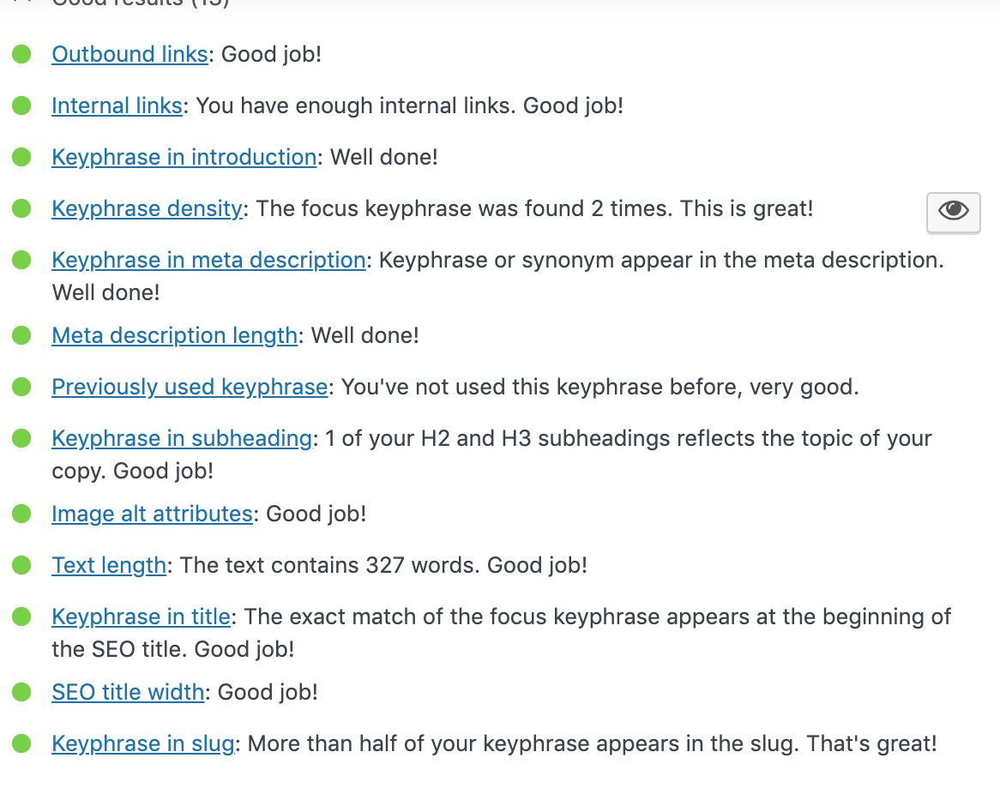 Good results (13)
Outbound links: Good job!
Internal links: You have enough internal links. Good job!
Keyphrase in introduction: Well done!
Keyphrase density: The focus keyphrase was found 2 times. This is great!
Keyphrase in meta description: Keyphrase or synonym appear in the meta description.
Well done!
Meta description length: Well done!
Previously used keyphrase: You've not used this keyphrase before, very good.
Keyphrase in subheading: 1 of your H2 and H3 subheadings reflects the topic of your
copy. Good job!
Image alt attributes: Good job!
Text length: The text contains 327 words. Good job!
Keyphrase in title: The exact match of the focus keyphrase appears at the beginning of
the SEO title. Good job!
SEO title width: Good job!
Keyphrase in slug: More than half of your keyphrase appears in the slug. That's great!